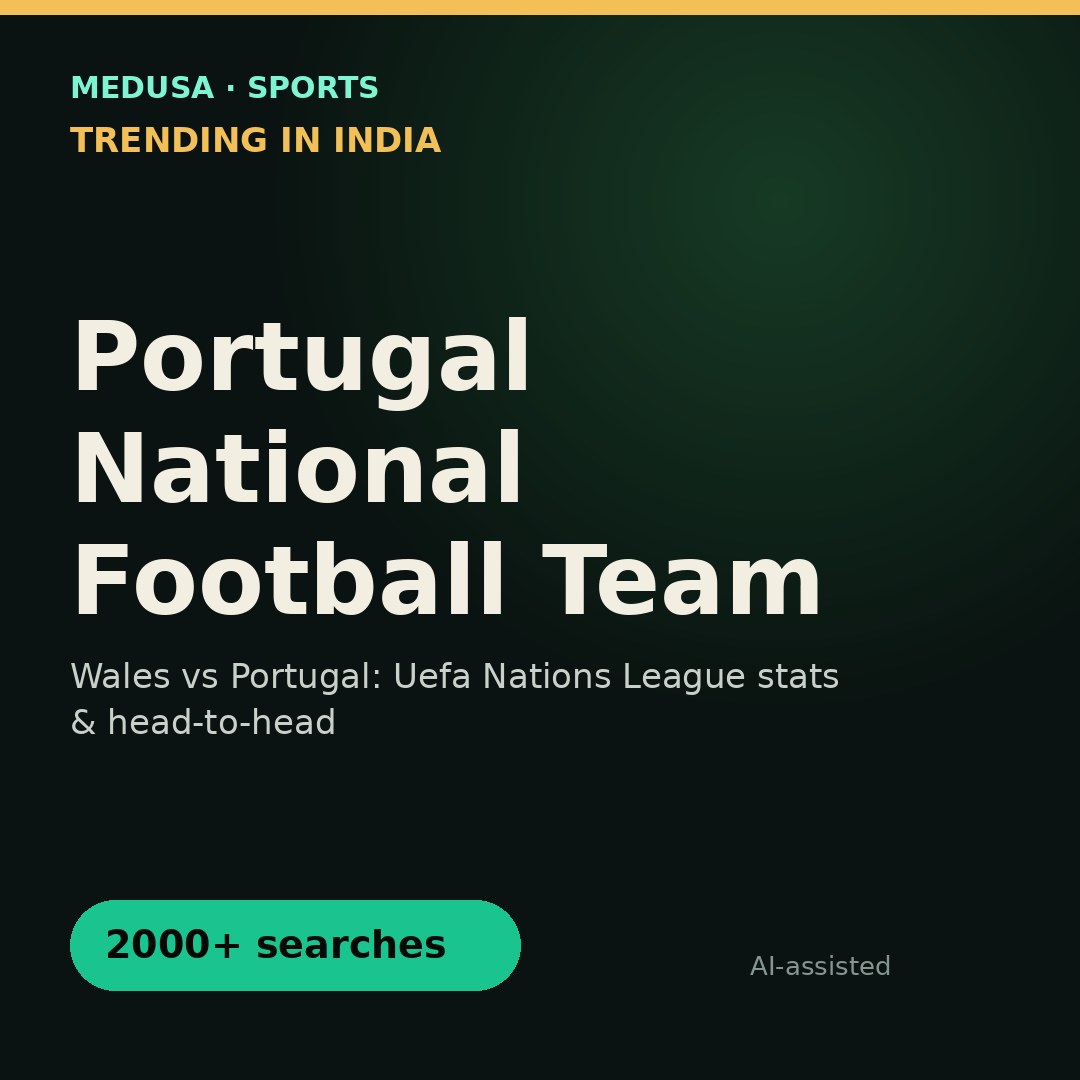 MEDUSA · SPORTS
TRENDING IN INDIA
Portugal
National
Football Team
Wales vs Portugal: Uefa Nations League stats
& head-to-head
2000+ searches
AI-assisted